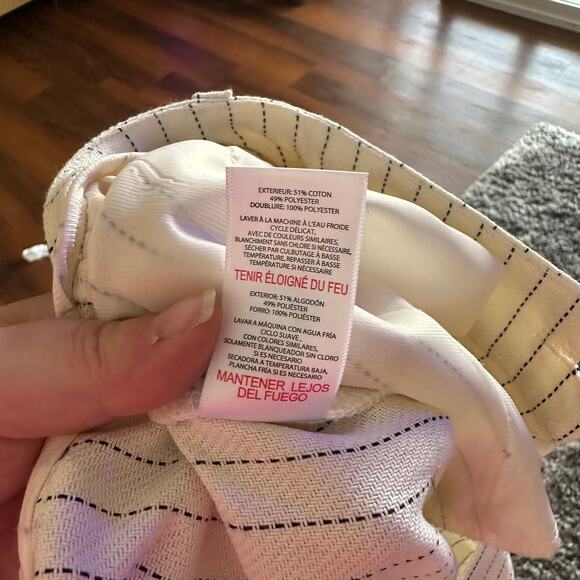 EXTERIEUR: 51% COTON
49% POLYESTER
DOUBLURE: 100% POLYESTER
LAVER À LA MACHINE À L'EAU FROIDE
CYCLE DÉLICAT,
AVEC DE COULEURS SIMILAIRES,
BLANCHIMENT SANS CHLORE SI NÉCESSAIRE,
SÉCHER PAR CULBUTAGE À BASSE
TEMPÉRATURE, REPASSER À BASSE
TEMPÉRATURE SI NÉCESSAIRE
TENIR ÉLOIGNÉ DU FEU
EXTERIOR: 51% ALGODÓN
49% POLIÉSTER
FORRO: 100% POLIÉSTER
LAVAR A MÁQUINA CON AGUA FRÍA
CICLO SUAVE,
CON COLORES SIMILARES,
SOLAMENTE BLANQUEADOR SIN CLORO
SI ES NECESARIO
SECADORA A TEMPERATURA BAJA,
PLANCHA FRÍA SI ES NECESARIO
MANTENER LEJOS
DEL FUEGO